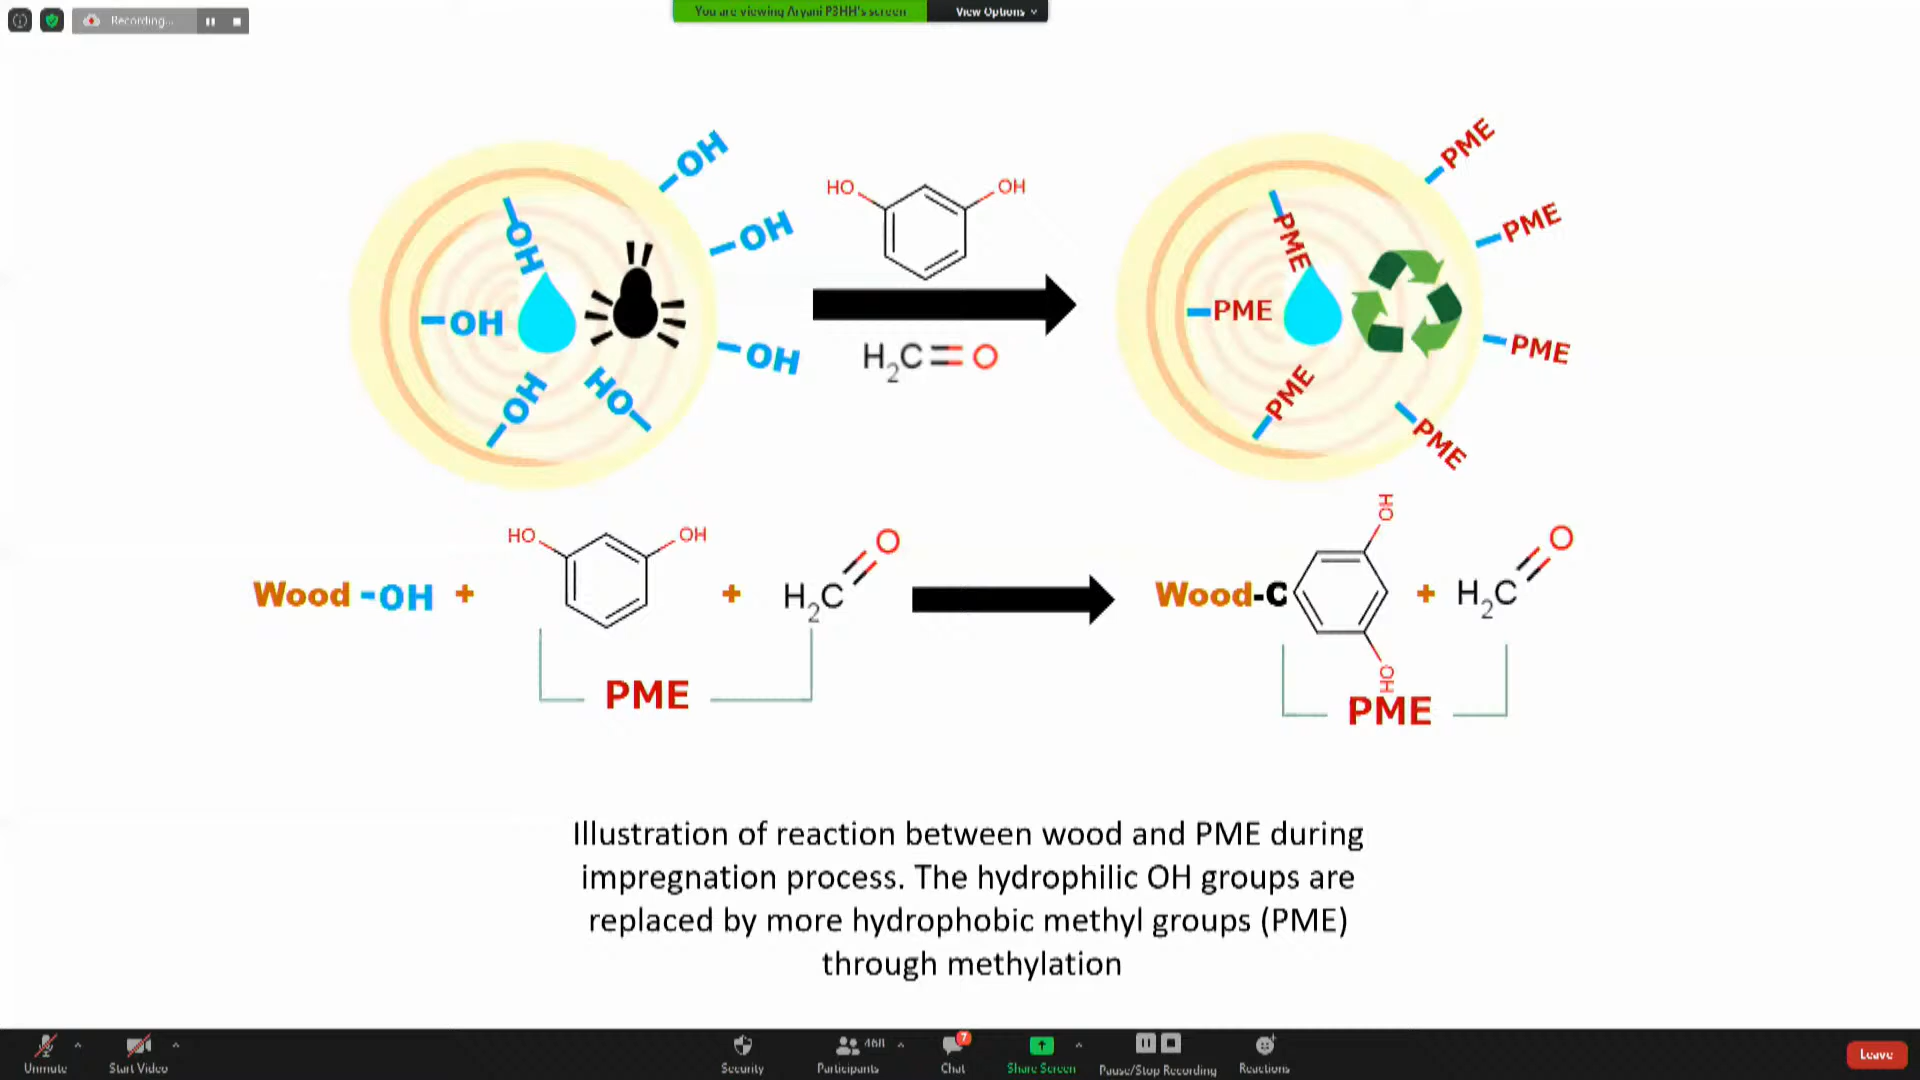 Recording...
You are viewing Aryani P3HH's screen
View Options
OH
OH
OH
OH
OH
OH
HO
HO
OH
H2C=O
PME
PME
PME
PME
PME
PME
PME
Wood -OH +
HO
OH
+
H2C
O
PME
Wood-C
OH
OH
+
H2C
O
PME
Illustration of reaction between wood and PME during
impregnation process. The hydrophilic OH groups are
replaced by more hydrophobic methyl groups (PME)
through methylation
Unmute
Start Video
Security
Participants
468
Chat
7
Share Screen
Pause/Stop Recording
Reactions
Leave